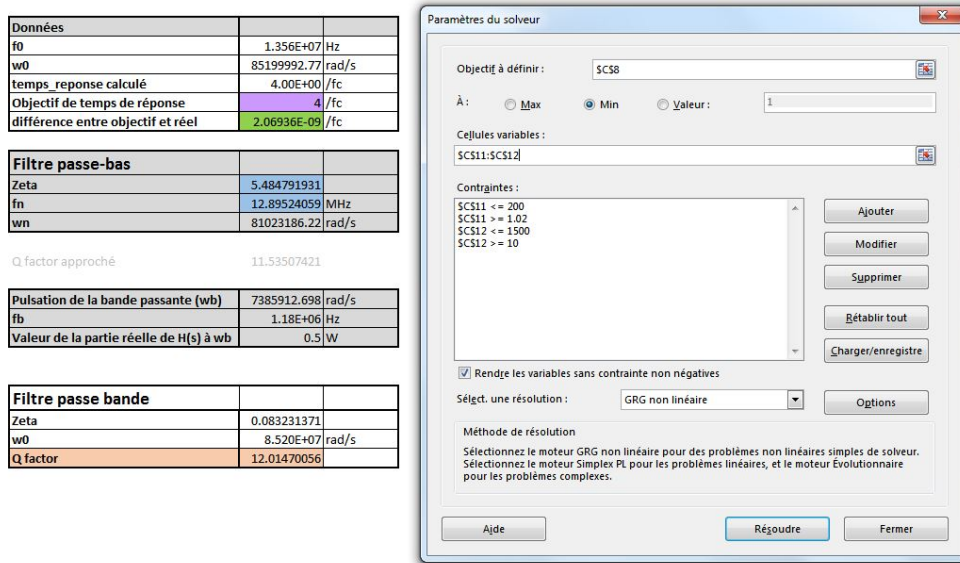 Données
f0 1.356E+07 Hz
w0 85199992.77 rad/s
temps_reponse calculé 4.00E+00 /fc
Objectif de temps de réponse 4 /fc
différence entre objectif et réel 2.06936E-09 /fc
Filtre passe-bas
Zeta 5.484791931
fn 12.89524059 MHz
wn 81023186.22 rad/s
Q factor approché 11.53507421
Pulsation de la bande passante (wb) 7385912.698 rad/s
fb 1.18E+06 Hz
Valeur de la partie réelle de H(s) à wb 0.5 W
Filtre passe bande
Zeta 0.083231371
w0 8.520E+07 rad/s
Q factor 12.01470056
Paramètres du solveur
Objectif à définir : $C$8
À : Max Min Valeur : 1
Cellules variables :
$C$11:$C$12
Contraintes :
$C$11 <= 200
$C$11 >= 1.02
$C$12 <= 1500
$C$12 >= 10
Ajouter
Modifier
Supprimer
Rétablir tout
Charger/enregistre
Rendre les variables sans contrainte non négatives
Sélect. une résolution : GRG non linéaire
Options
Méthode de résolution
Sélectionnez le moteur GRG non linéaire pour des problèmes non linéaires simples de solveur.
Sélectionnez le moteur Simplex PL pour les problèmes linéaires, et le moteur Évolutionnaire
pour les problèmes complexes.
Aide
Résoudre
Fermer